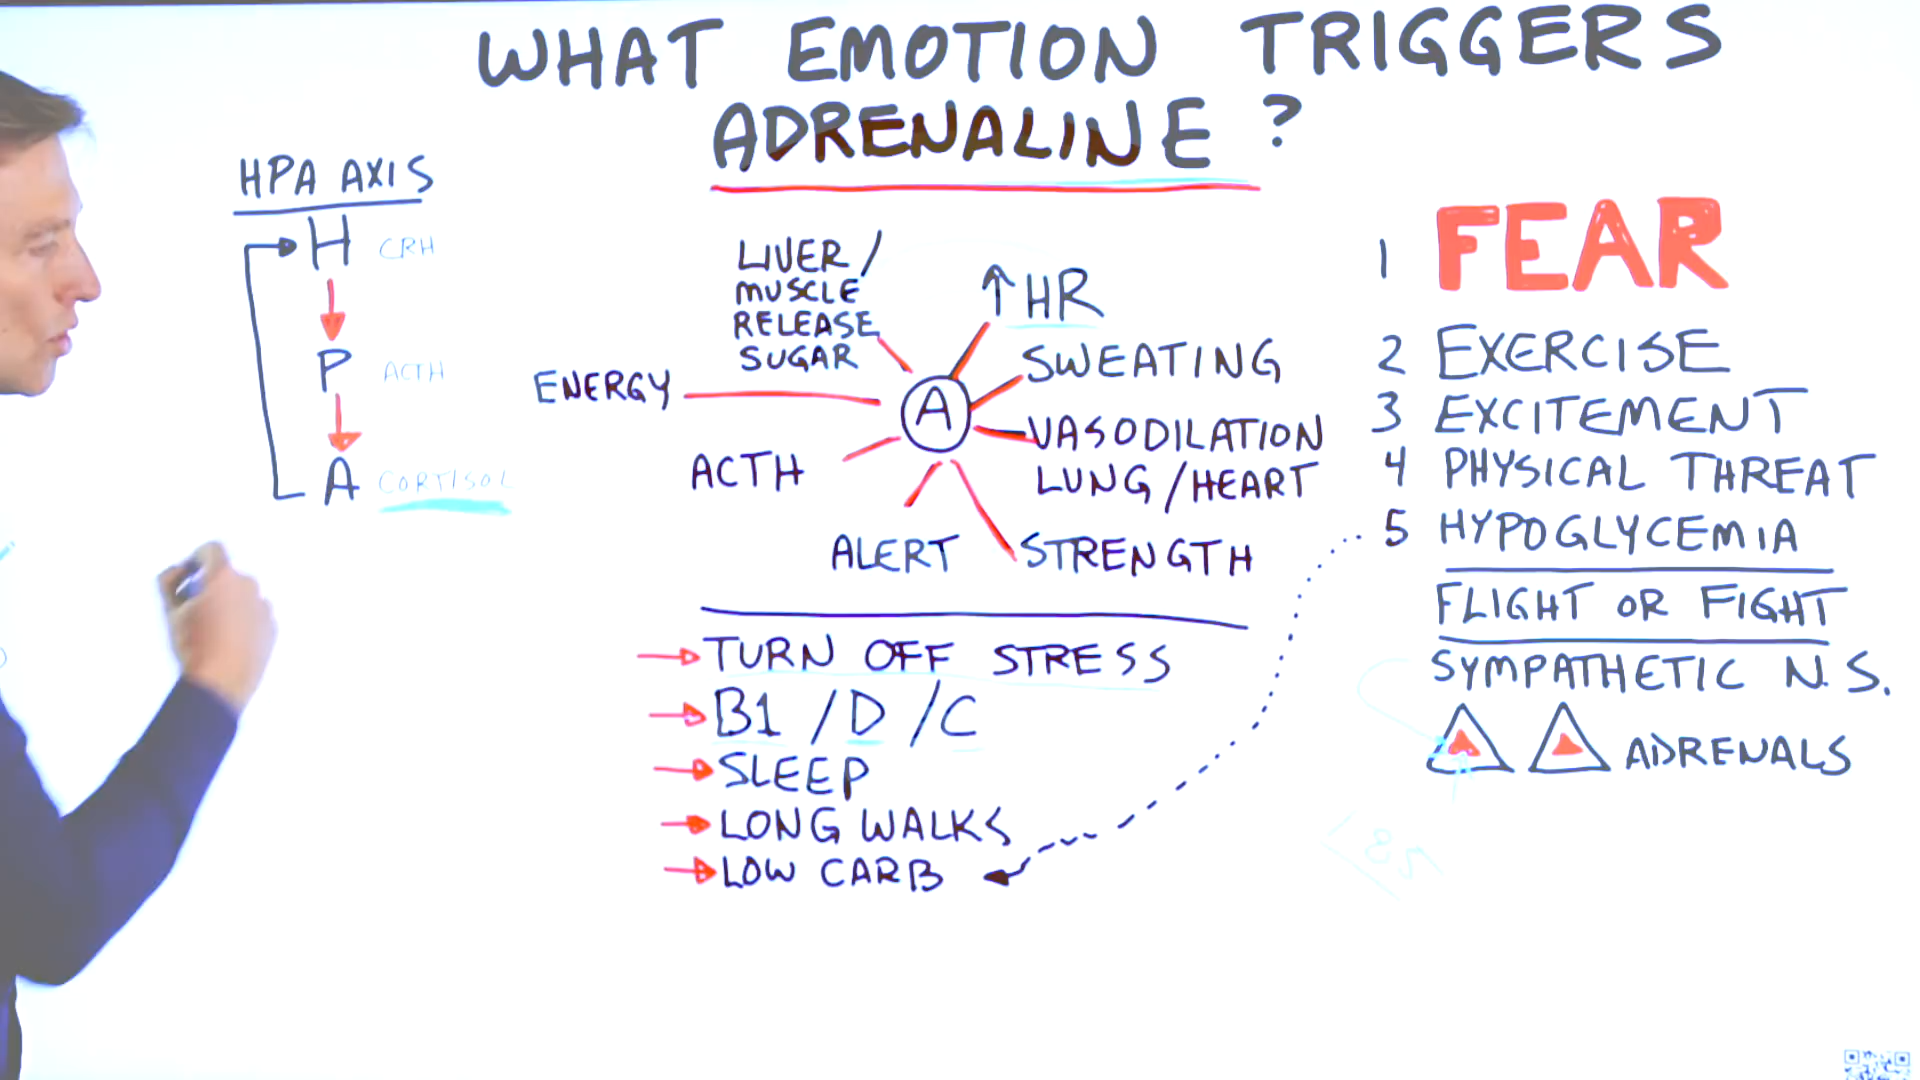 WHAT EMOTION TRIGGERS
ADRENALINE?
HPA AXIS
H CRH
P ACTH
A CORTISOL
LIVER/
MUSCLE
RELEASE
SUGAR
↑HR
SWEATING
ENERGY
A
VASODILATION
LUNG/HEART
ACTH
ALERT
STRENGTH
→TURN OFF STRESS
→B1/D/C
→SLEEP
→LONG WALKS
→LOW CARB
1 FEAR
2 EXERCISE
3 EXCITEMENT
4 PHYSICAL THREAT
5 HYPOGLYCEMIA
FLIGHT OR FIGHT
SYMPATHETIC N.S.
ADRENALS